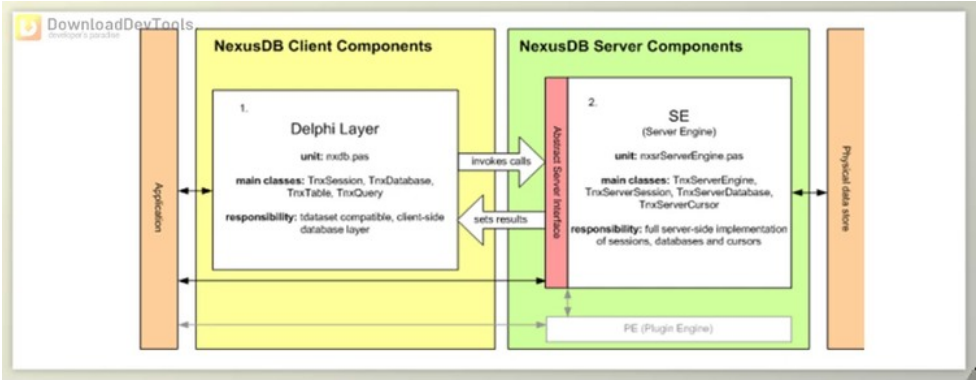 DownloadDevTools
developer's paradise
NexusDB Client Components
NexusDB Server Components
Application
1.
Delphi Layer
unit: nxdb.pas
main classes: TnxSession, TnxDatabase,
TnxTable, TnxQuery
responsibility: tdataset compatible, client-side
database layer
invokes calls
sets results
Abstract Server Interface
2.
SE
(Server Engine)
unit: nxsrServerEngine.pas
main classes: TnxServerEngine,
TnxServerSession, TnxServerDatabase,
TnxServerCursor
responsibility: full server-side implementation
of sessions, databases and cursors
PE (Plugin Engine)
Physical data store